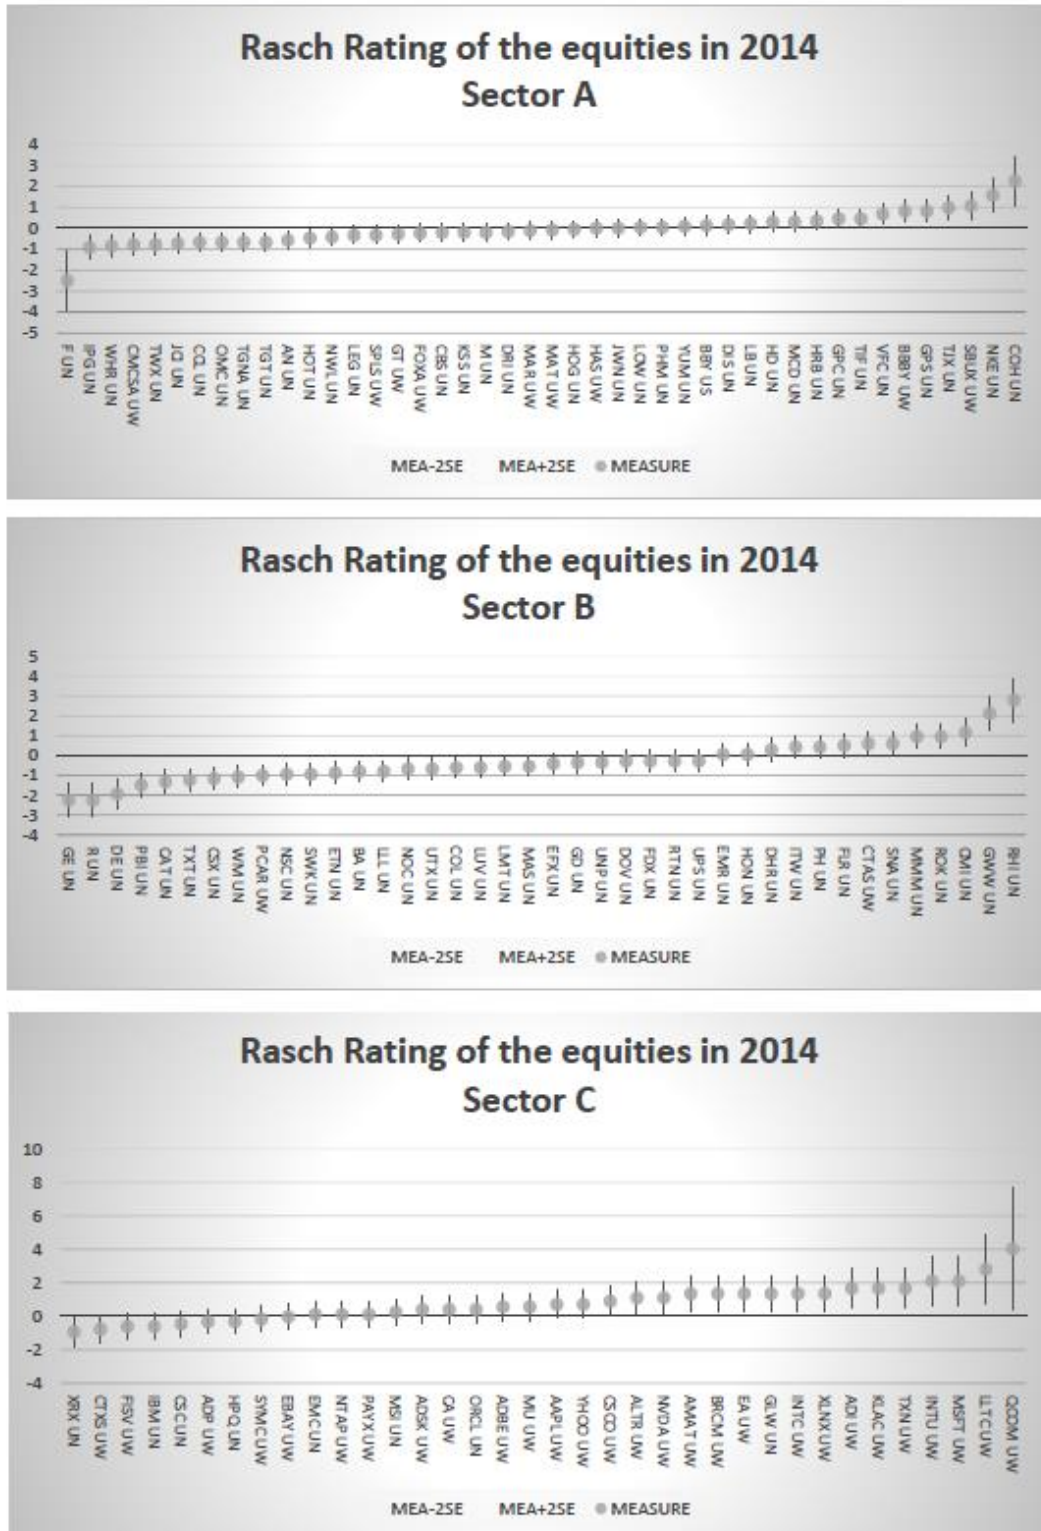 Rasch Rating of the equities in 2014
Sector A
4
3
2
1
0
-1
-2
-3
-4
-5
F UN
IPG UN
WHR UN
CMCSA UW
TWX UN
JCI UN
CCL UN
OMC UN
TGNA UN
TGT UN
AN UN
HOT UN
NWL UN
LEG UN
SPLS UW
GT UW
FOXA UW
CBS UN
KSS UN
M UN
DRI UN
MAR UW
MAT UW
HOG UN
HAS UW
JWN UN
LOW UN
PHM UN
YUM UN
BBY US
DIS UN
LB UN
HD UN
MCD UN
HRB UN
GPC UN
TIF UN
VFC UN
BBBY UW
GPS UN
TJX UN
SBUX UW
NKE UN
COH UN
MEA-2SE MEA+2SE MEASURE
Rasch Rating of the equities in 2014
Sector B
5
4
3
2
1
0
-1
-2
-3
-4
GE UN
R UN
DE UN
PBI UN
CAT UN
TXT UN
CSX UN
WM UN
PCAR UW
NSC UN
SWK UN
ETN UN
BA UN
LLL UN
NOC UN
UTX UN
COL UN
LUV UN
LMT UN
MAS UN
EFX UN
GD UN
UNP UN
DOV UN
FDX UN
RTN UN
UPS UN
EMR UN
HON UN
DHR UN
ITW UN
PH UN
FLR UN
CTAS UW
SNA UN
MMM UN
ROK UN
CMI UN
GWW UN
RHI UN
MEA-2SE MEA+2SE MEASURE
Rasch Rating of the equities in 2014
Sector C
10
8
6
4
2
0
-2
-4
XRX UN
CTXS UW
FISV UW
IBM UN
CSC UN
ADP UW
HPQ UN
SYMC UW
EBAY UW
EMC UN
NTAP UW
PAYX UW
MSI UN
ADSK UW
CA UW
ORCL UN
ADBE UW
MU UW
AAPL UW
YHOO UW
CSCO UW
ALTR UW
NVDA UW
AMAT UW
BRCM UW
EA UW
GLW UN
INTC UW
XLNX UW
ADI UW
KLAC UW
TXN UW
INTU UW
MSFT UW
LLTC UW
QCOM UW
MEA-2SE MEA+2SE MEASURE